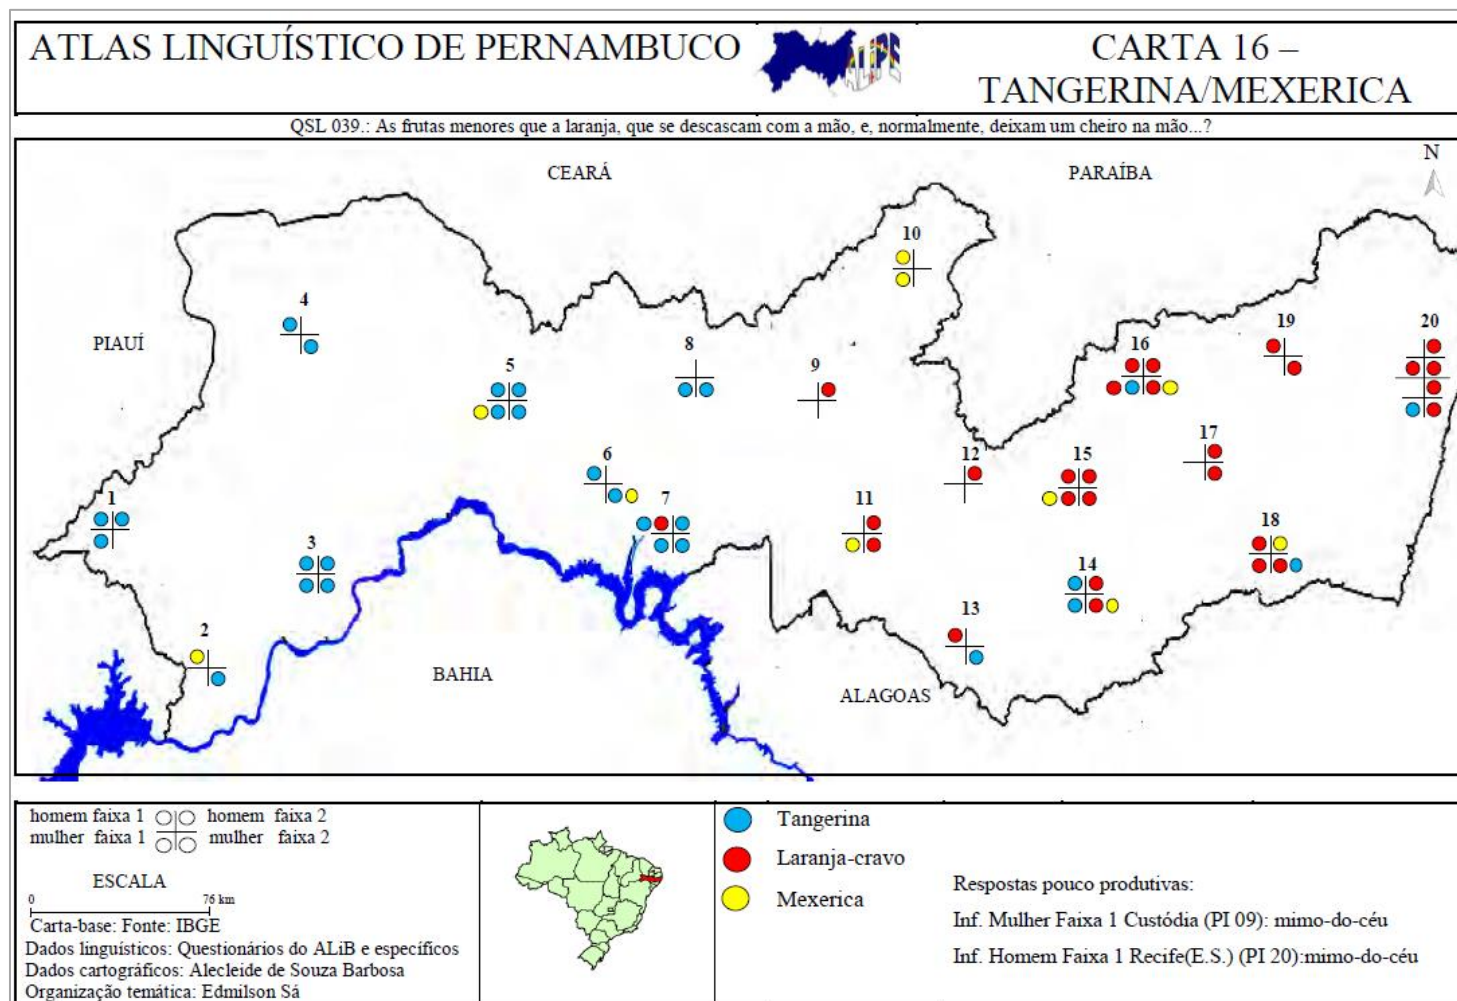 ATLAS LINGUÍSTICO DE PERNAMBUCO
ALiPE
CARTA 16 –
TANGERINA/MEXERICA
QSL 039.: As frutas menores que a laranja, que se descascam com a mão, e, normalmente, deixam um cheiro na mão...?
CEARÁ
PARAÍBA
N
10
4
PIAUÍ
19
20
8
16
5
9
17
12
15
6
1
7
11
18
3
14
2
13
BAHIA
ALAGOAS
homem faixa 1 homem faixa 2
mulher faixa 1 mulher faixa 2
ESCALA
0 76 km
Carta-base: Fonte: IBGE
Dados linguísticos: Questionários do ALiB e específicos
Dados cartográficos: Alecleide de Souza Barbosa
Organização temática: Edmilson Sá
Tangerina
Laranja-cravo
Mexerica
Respostas pouco produtivas:
Inf. Mulher Faixa 1 Custódia (PI 09): mimo-do-céu
Inf. Homem Faixa 1 Recife(E.S.) (PI 20):mimo-do-céu